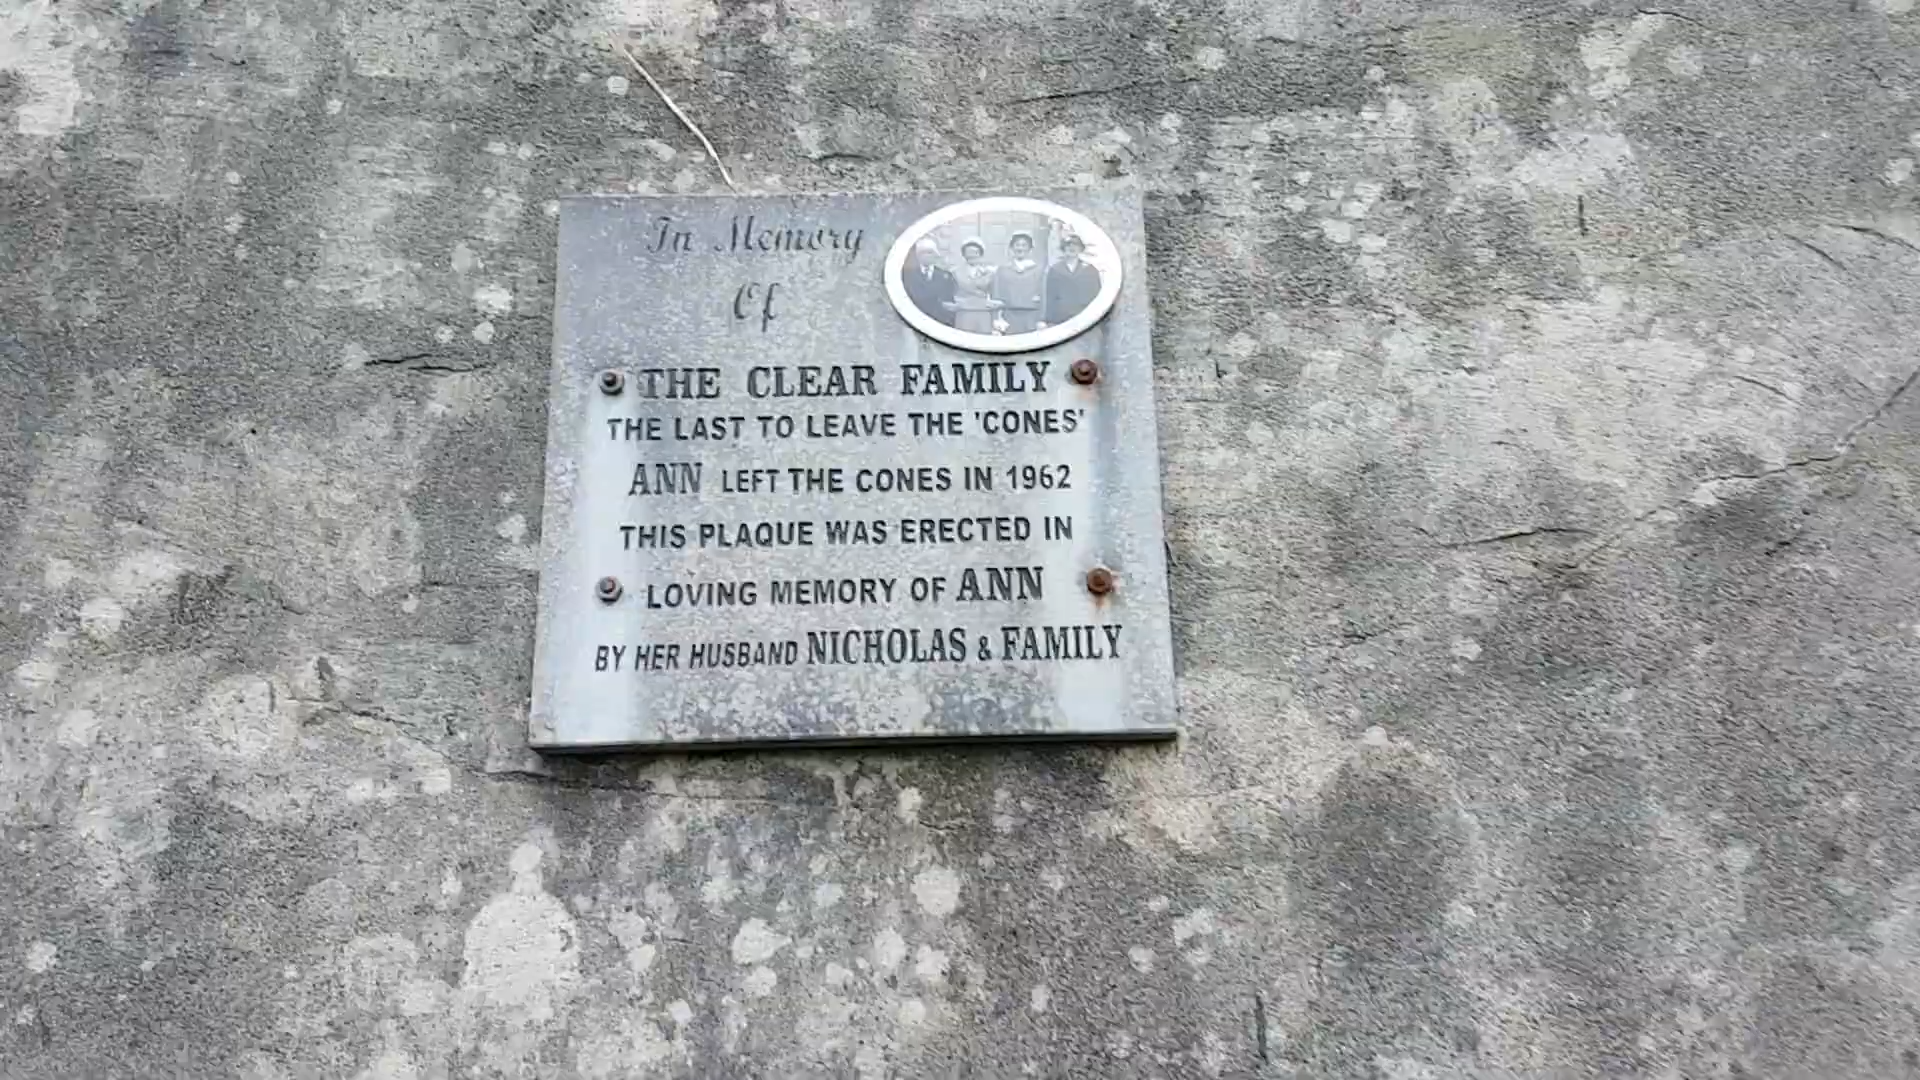 In Memory
Of
THE CLEAR FAMILY
THE LAST TO LEAVE THE 'CONES'
ANN LEFT THE CONES IN 1962
THIS PLAQUE WAS ERECTED IN
LOVING MEMORY OF ANN
BY HER HUSBAND NICHOLAS & FAMILY